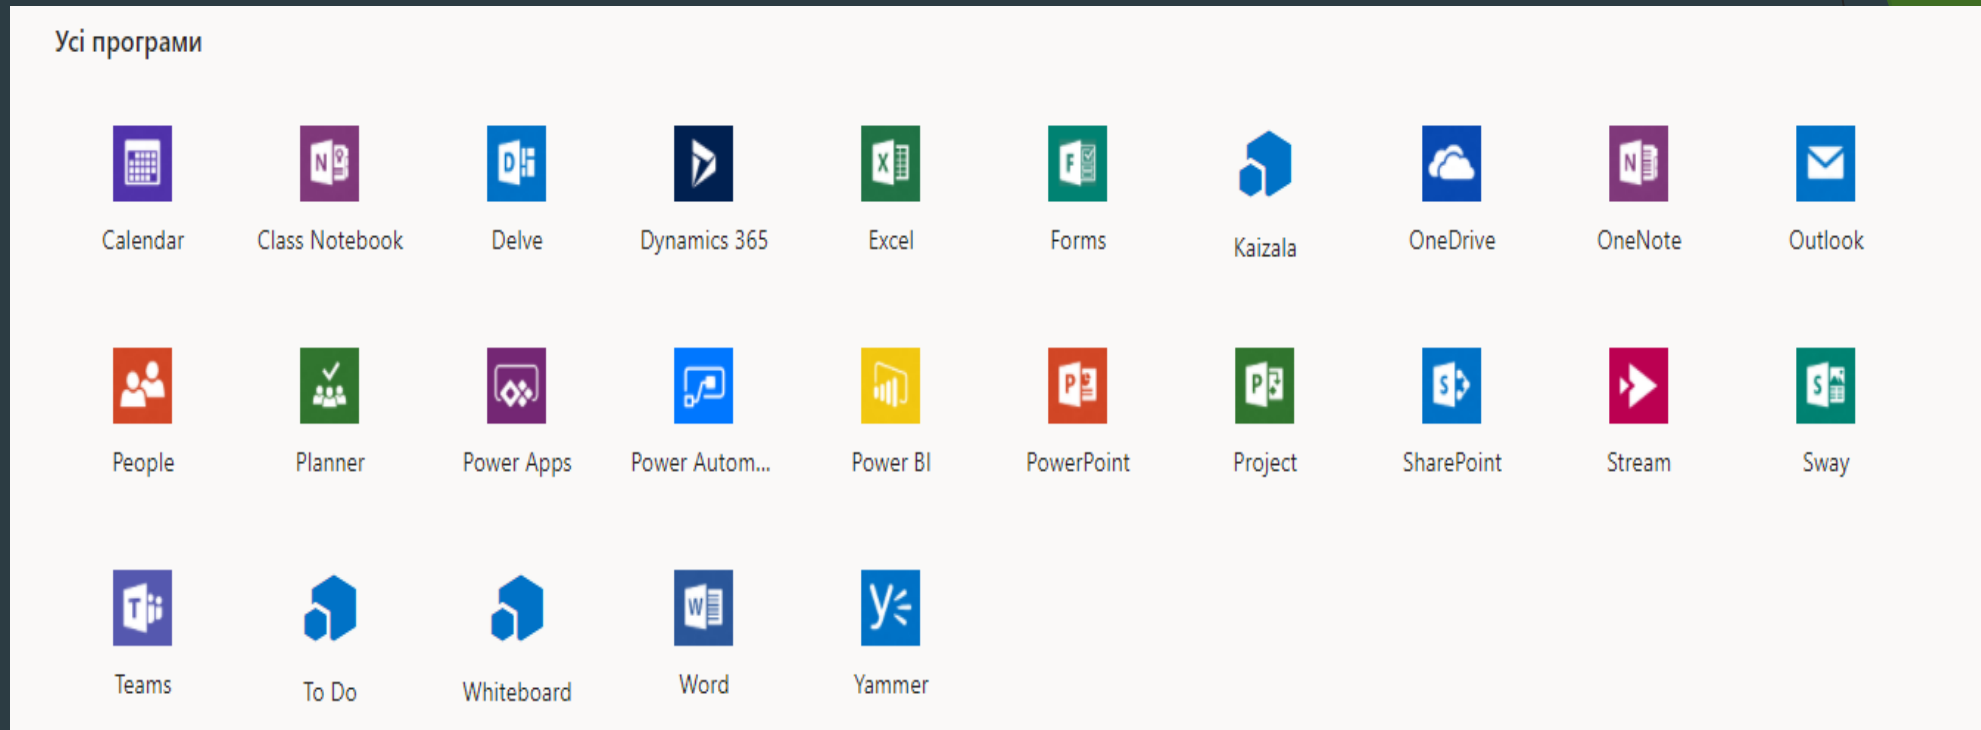 Усі програми
Calendar Class Notebook Delve Dynamics 365 Excel Forms Kaizala OneDrive OneNote Outlook
People Planner Power Apps Power Autom... Power BI PowerPoint Project SharePoint Stream Sway
Teams To Do Whiteboard Word Yammer